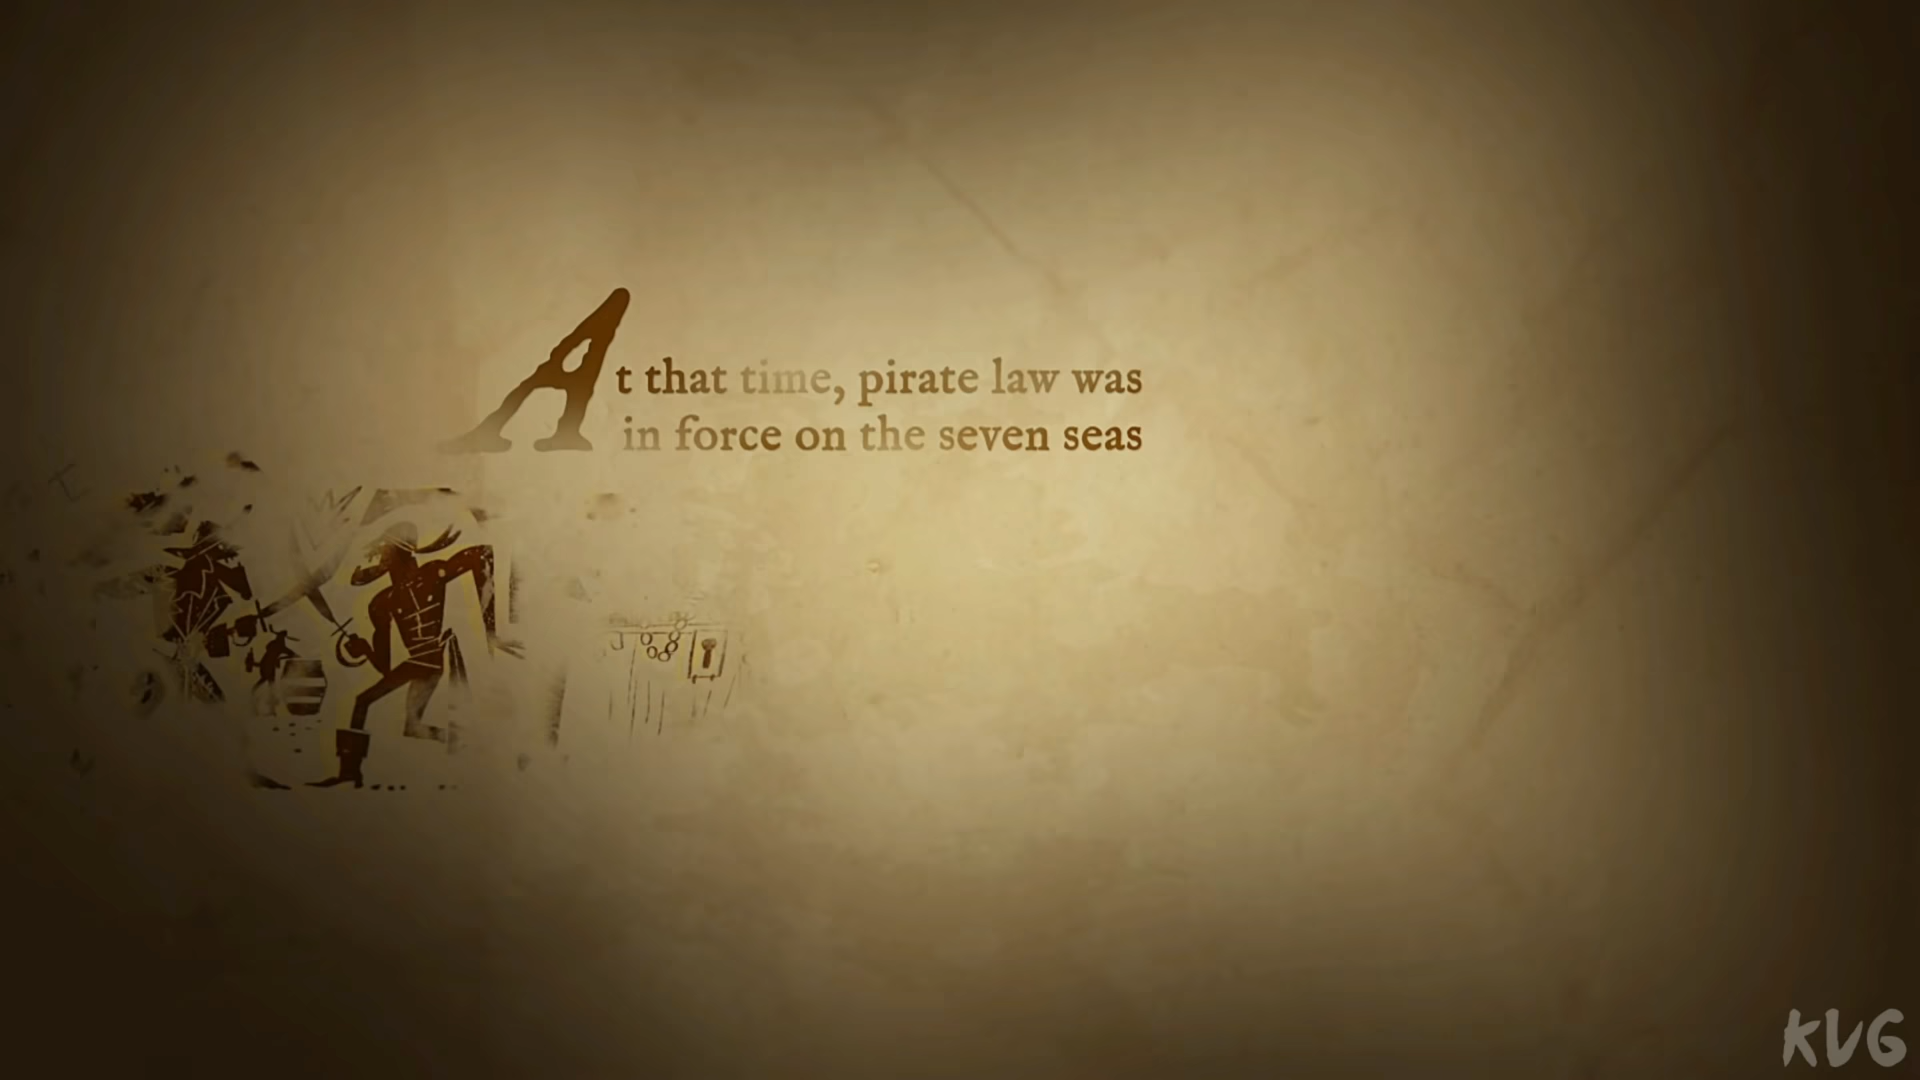 At that time, pirate law was
in force on the seven seas
KVG